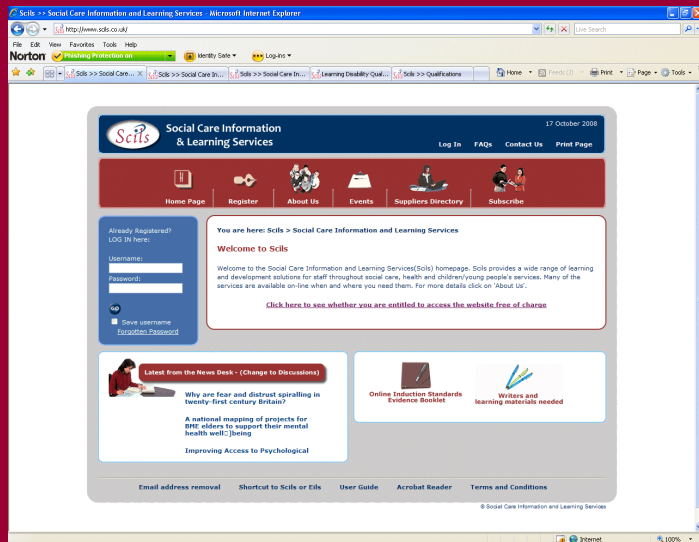 Scils >> Social Care Information and Learning Services - Microsoft Internet Explorer
http://www.scils.co.uk/
Live Search
File Edit View Favorites Tools Help
Norton Phishing Protection on Identity Safe Log-ins
Scils >> Social Care... Scils >> Social Care In... Scils >> Social Care In... Learning Disability Qual... Scils >> Qualifications Home Feeds (J) Print Page Tools
17 October 2008
Scils
Social Care Information
& Learning Services
Log In FAQs Contact Us Print Page
Home Page Register About Us Events Suppliers Directory Subscribe
Already Registered?
LOG IN here:
Username:
Password:
GO
Save username
Forgotten Password
You are here: Scils > Social Care Information and Learning Services
Welcome to Scils
Welcome to the Social Care Information and Learning Services(Scils) homepage. Scils provides a wide range of learning
and development solutions for staff throughout social care, health and children/young people's services. Many of the
services are available on-line when and where you need them. For more details click on 'About Us'.
Click here to see whether you are entitled to access the website free of charge
Latest from the News Desk - (Change to Discussions)
Why are fear and distrust spiralling in
twenty-first century Britain?
A national mapping of projects for
BME elders to support their mental
health well▯]being
Improving Access to Psychological
Online Induction Standards
Evidence Booklet
Writers and
learning materials needed
Email address removal Shortcut to Scils or Eils User Guide Acrobat Reader Terms and Conditions
© Social Care Information and Learning Services
Internet 100%